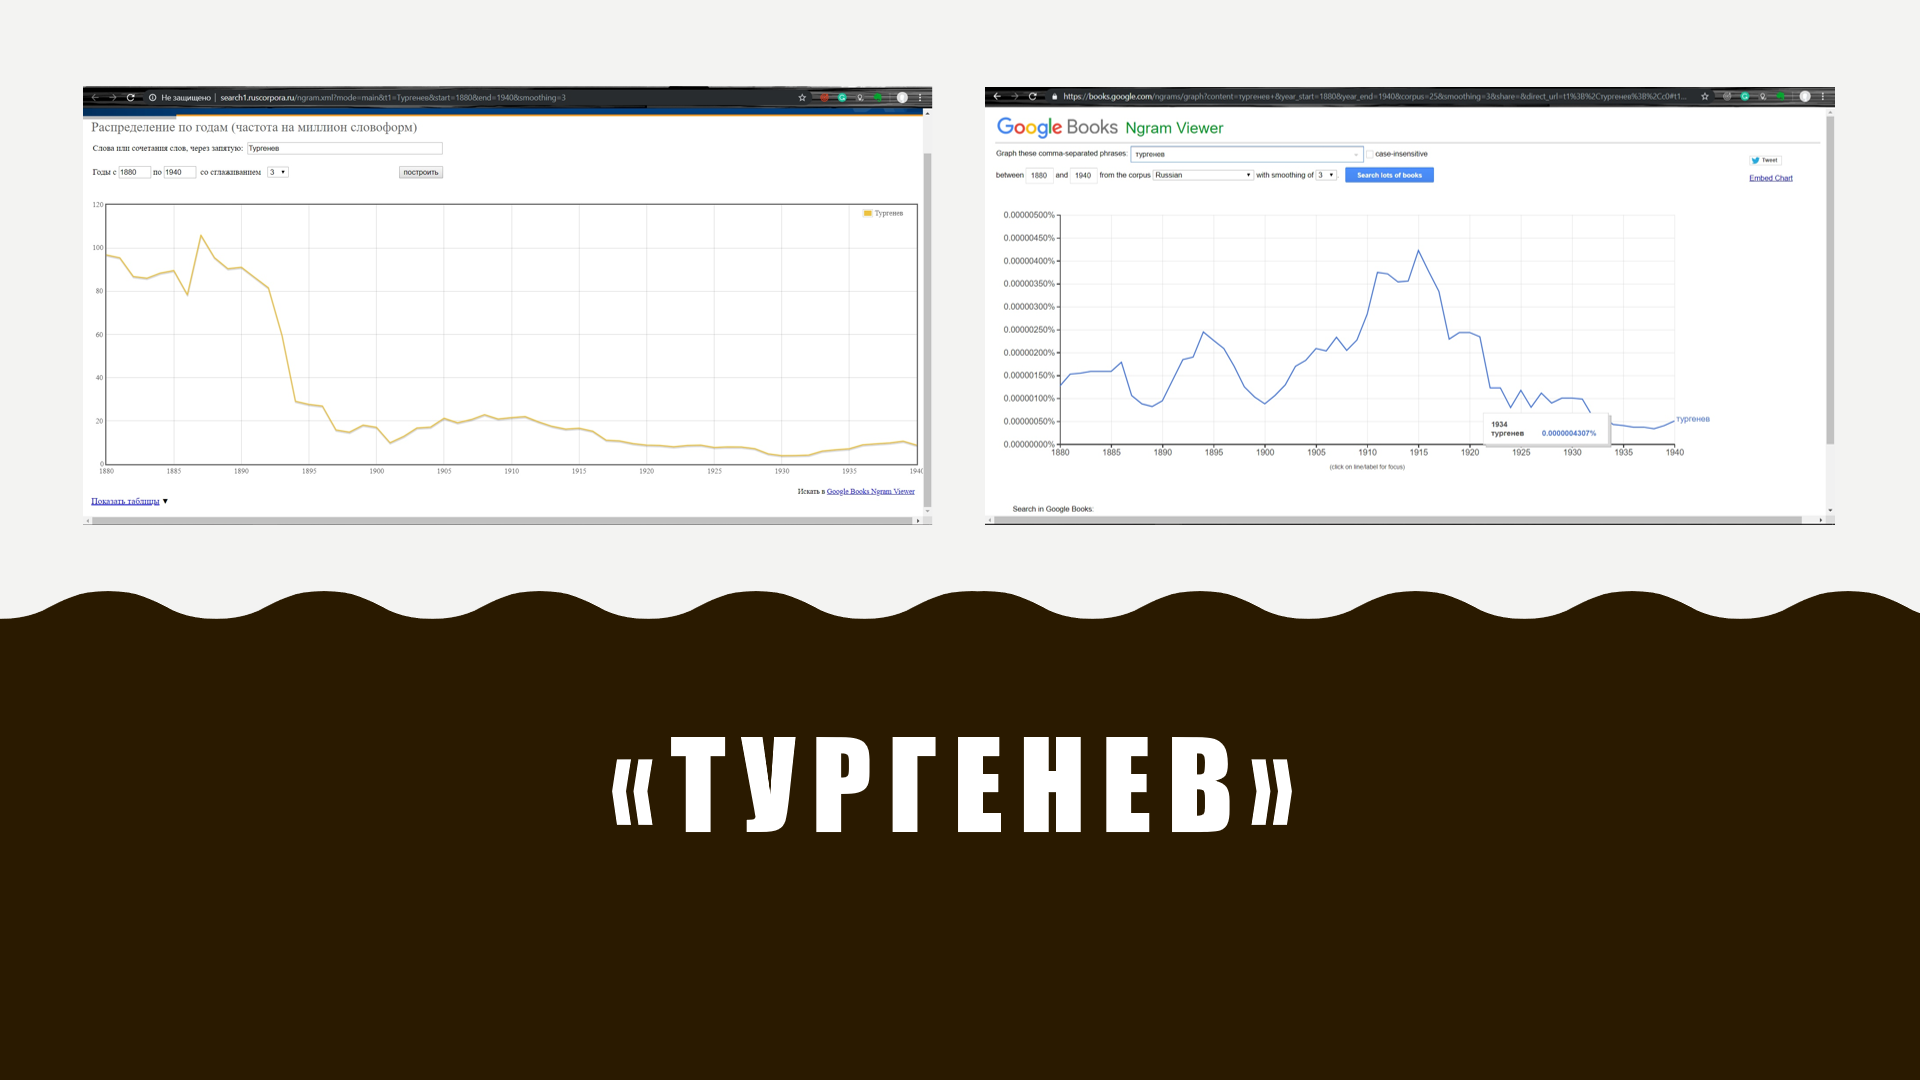 Не защищено | search1.ruscorpora.ru/ngram.xml?mode=main&t1=Тургенев&start=1880&end=1940&smoothing=3
Распределение по годам (частота на миллион словоформ)
Слова или сочетания слов, через запятую: Тургенев
Годы с 1880 по 1940 со сглаживанием 3 построить
120
100
80
60
40
20
0
Тургенев
1880 1885 1890 1895 1900 1905 1910 1915 1920 1925 1930 1935 1940
Искать в Google Books Ngram Viewer
Показать таблицы ▼
https://books.google.com/ngrams/graph?content=тургенев+&year_start=1880&year_end=1940&corpus=25&smoothing=3&share=&direct_url=t1%3B%2Cтургенев%3B%2Cc0#t1...
Google Books Ngram Viewer
Graph these comma-separated phrases: тургенев case-insensitive
between 1880 and 1940 from the corpus Russian with smoothing of 3 Search lots of books
Tweet
Embed Chart
0.00000500%
0.00000450%
0.00000400%
0.00000350%
0.00000300%
0.00000250%
0.00000200%
0.00000150%
0.00000100%
0.00000050%
0.00000000%
тургенев
1934
тургенев 0.0000004307%
1880 1885 1890 1895 1900 1905 1910 1915 1920 1925 1930 1935 1940
(click on line/label for focus)
Search in Google Books:
«ТУРГЕНЕВ»